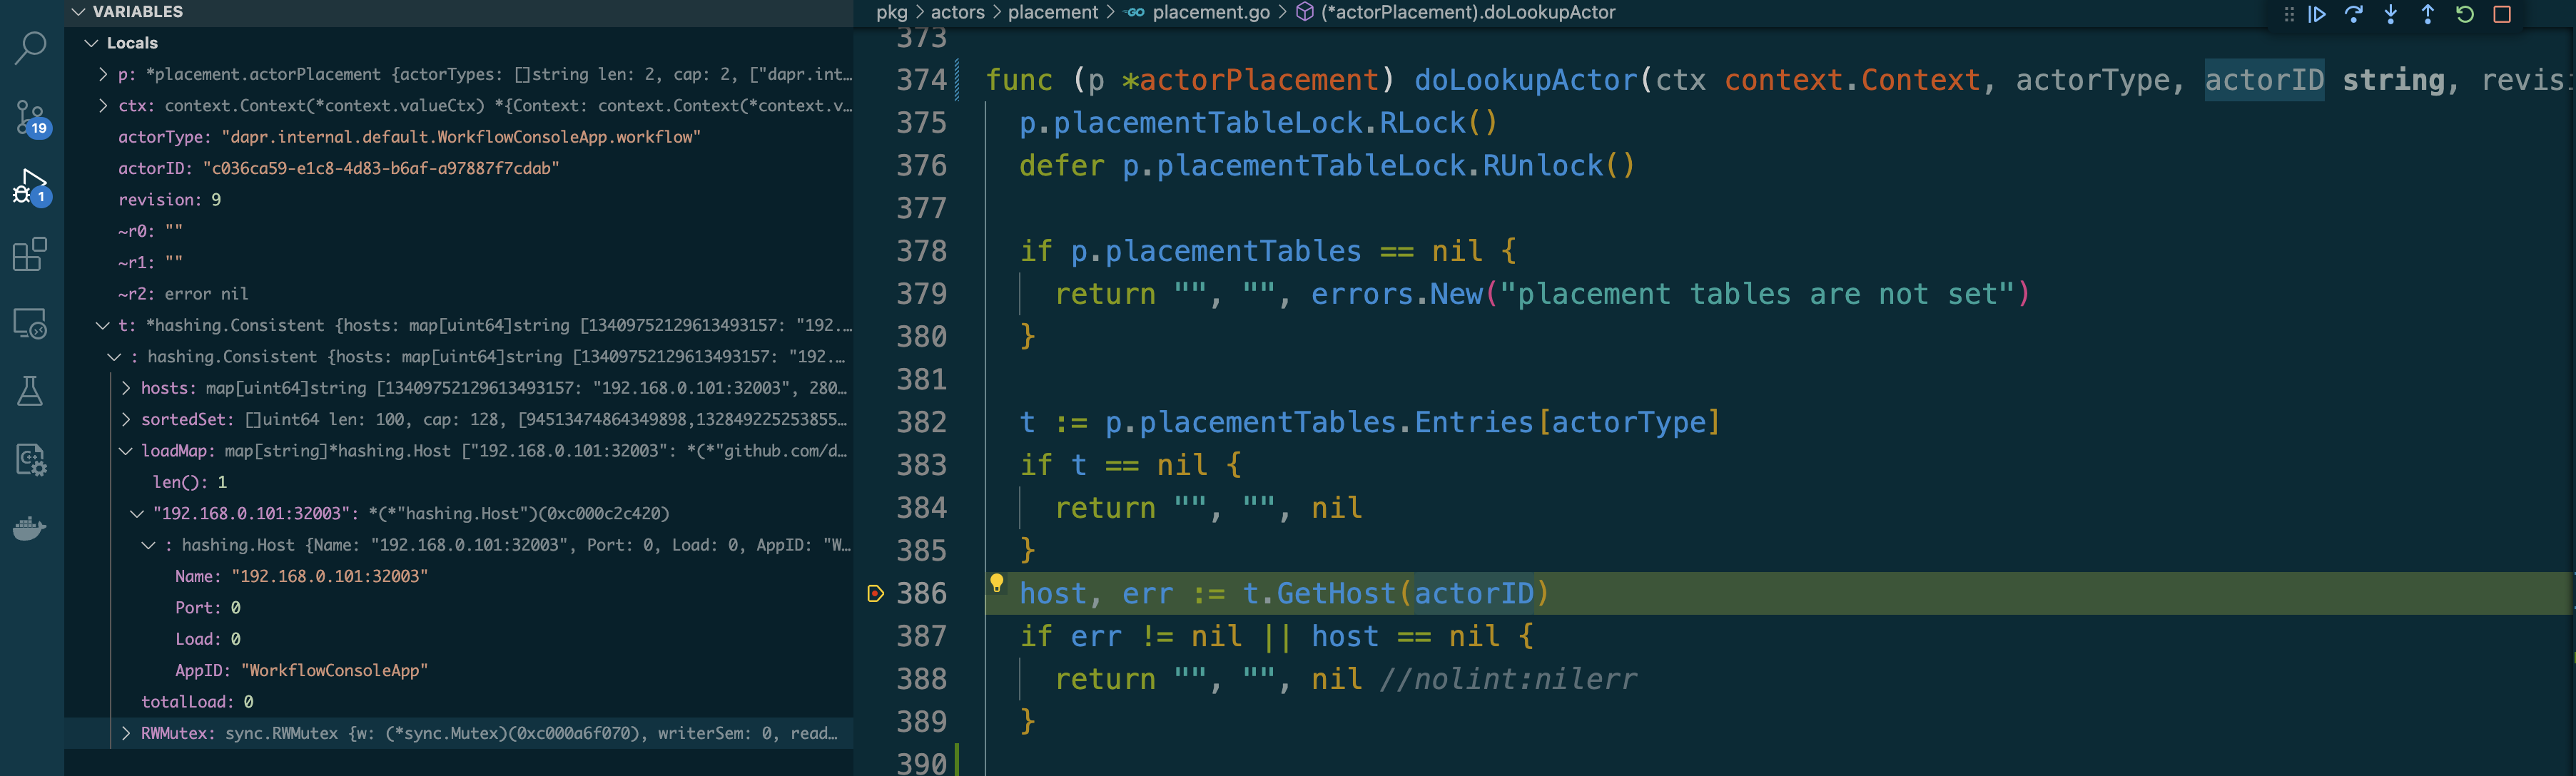 VARIABLES
Locals
p: *placement.actorPlacement {actorTypes: []string len: 2, cap: 2, ["dapr.int...
ctx: context.Context(*context.valueCtx) *{Context: context.Context(*context.v...
actorType: "dapr.internal.default.WorkflowConsoleApp.workflow"
actorID: "c036ca59-e1c8-4d83-b6af-a97887f7cdab"
revision: 9
~r0: ""
~r1: ""
~r2: error nil
t: *hashing.Consistent {hosts: map[uint64]string [13409752129613493157: "192....
: hashing.Consistent {hosts: map[uint64]string [13409752129613493157: "192....
hosts: map[uint64]string [13409752129613493157: "192.168.0.101:32003", 280...
sortedSet: []uint64 len: 100, cap: 128, [94513474864349898,132849225253855...
loadMap: map[string]*hashing.Host ["192.168.0.101:32003": *(*"github.com/d...
len(): 1
"192.168.0.101:32003": *(*"hashing.Host")(0xc000c2c420)
: hashing.Host {Name: "192.168.0.101:32003", Port: 0, Load: 0, AppID: "W...
Name: "192.168.0.101:32003"
Port: 0
Load: 0
AppID: "WorkflowConsoleApp"
totalLoad: 0
RWMutex: sync.RWMutex {w: (*sync.Mutex)(0xc000a6f070), writerSem: 0, read...
19
1
pkg > actors > placement > GO placement.go > (*actorPlacement).doLookupActor
373
374 func (p *actorPlacement) doLookupActor(ctx context.Context, actorType, actorID string, revisi
375 p.placementTableLock.RLock()
376 defer p.placementTableLock.RUnlock()
377
378 if p.placementTables == nil {
379 return "", "", errors.New("placement tables are not set")
380 }
381
382 t := p.placementTables.Entries[actorType]
383 if t == nil {
384 return "", "", nil
385 }
386 host, err := t.GetHost(actorID)
387 if err != nil || host == nil {
388 return "", "", nil //nolint:nilerr
389 }
390